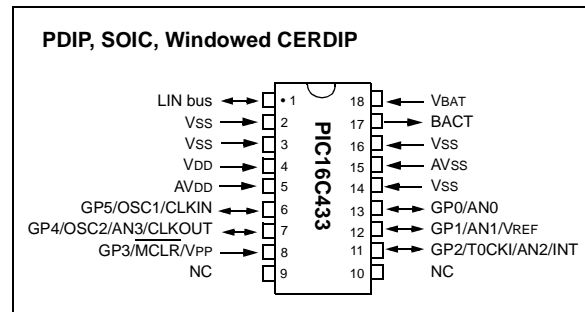 PDIP, SOIC, Windowed CERDIP
LIN bus • 1 18 VBAT
VSS 2 17 BACT
VSS 3 16 VSS
VDD 4 15 AVSS
AVDD 5 14 VSS
GP5/OSC1/CLKIN 6 13 GP0/AN0
GP4/OSC2/AN3/CLKOUT 7 12 GP1/AN1/VREF
GP3/MCLR/VPP 8 11 GP2/T0CKI/AN2/INT
NC 9 10 NC
PIC16C433